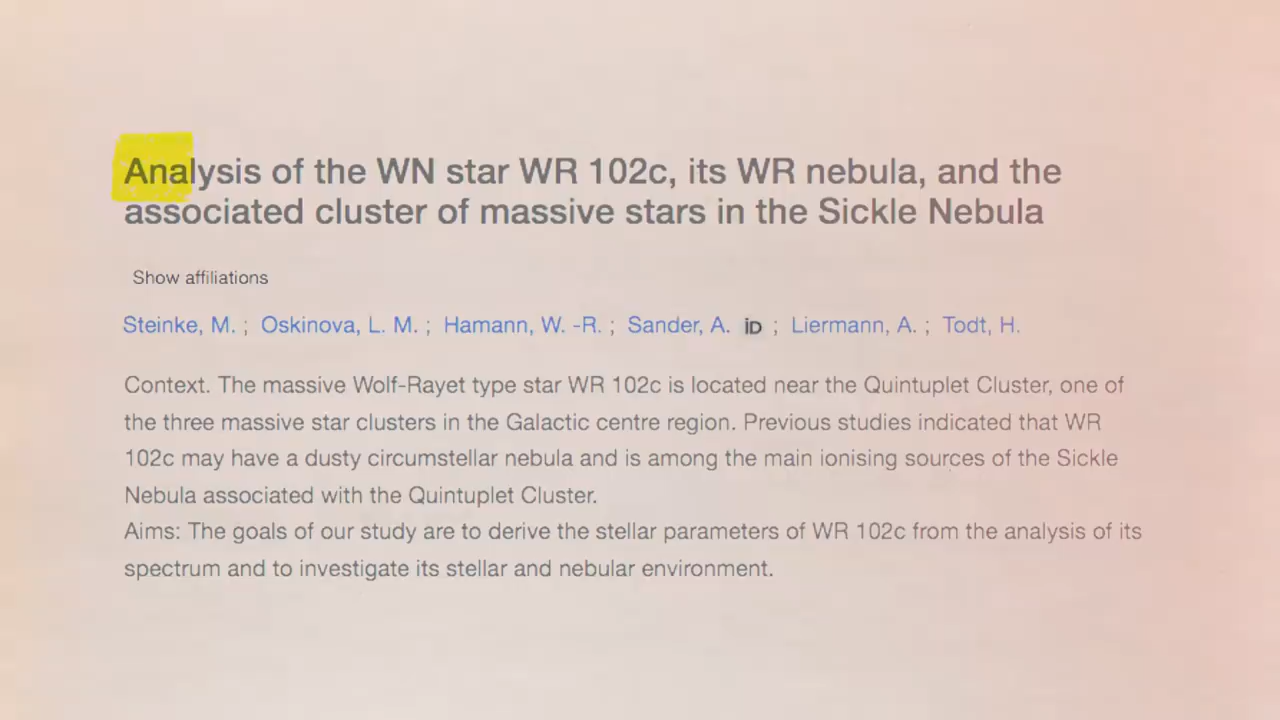 Analysis of the WN star WR 102c, its WR nebula, and the
associated cluster of massive stars in the Sickle Nebula
Show affiliations
Steinke, M. ; Oskinova, L. M. ; Hamann, W. -R. ; Sander, A. iD ; Liermann, A. ; Todt, H.
Context. The massive Wolf-Rayet type star WR 102c is located near the Quintuplet Cluster, one of
the three massive star clusters in the Galactic centre region. Previous studies indicated that WR
102c may have a dusty circumstellar nebula and is among the main ionising sources of the Sickle
Nebula associated with the Quintuplet Cluster.
Aims: The goals of our study are to derive the stellar parameters of WR 102c from the analysis of its
spectrum and to investigate its stellar and nebular environment.